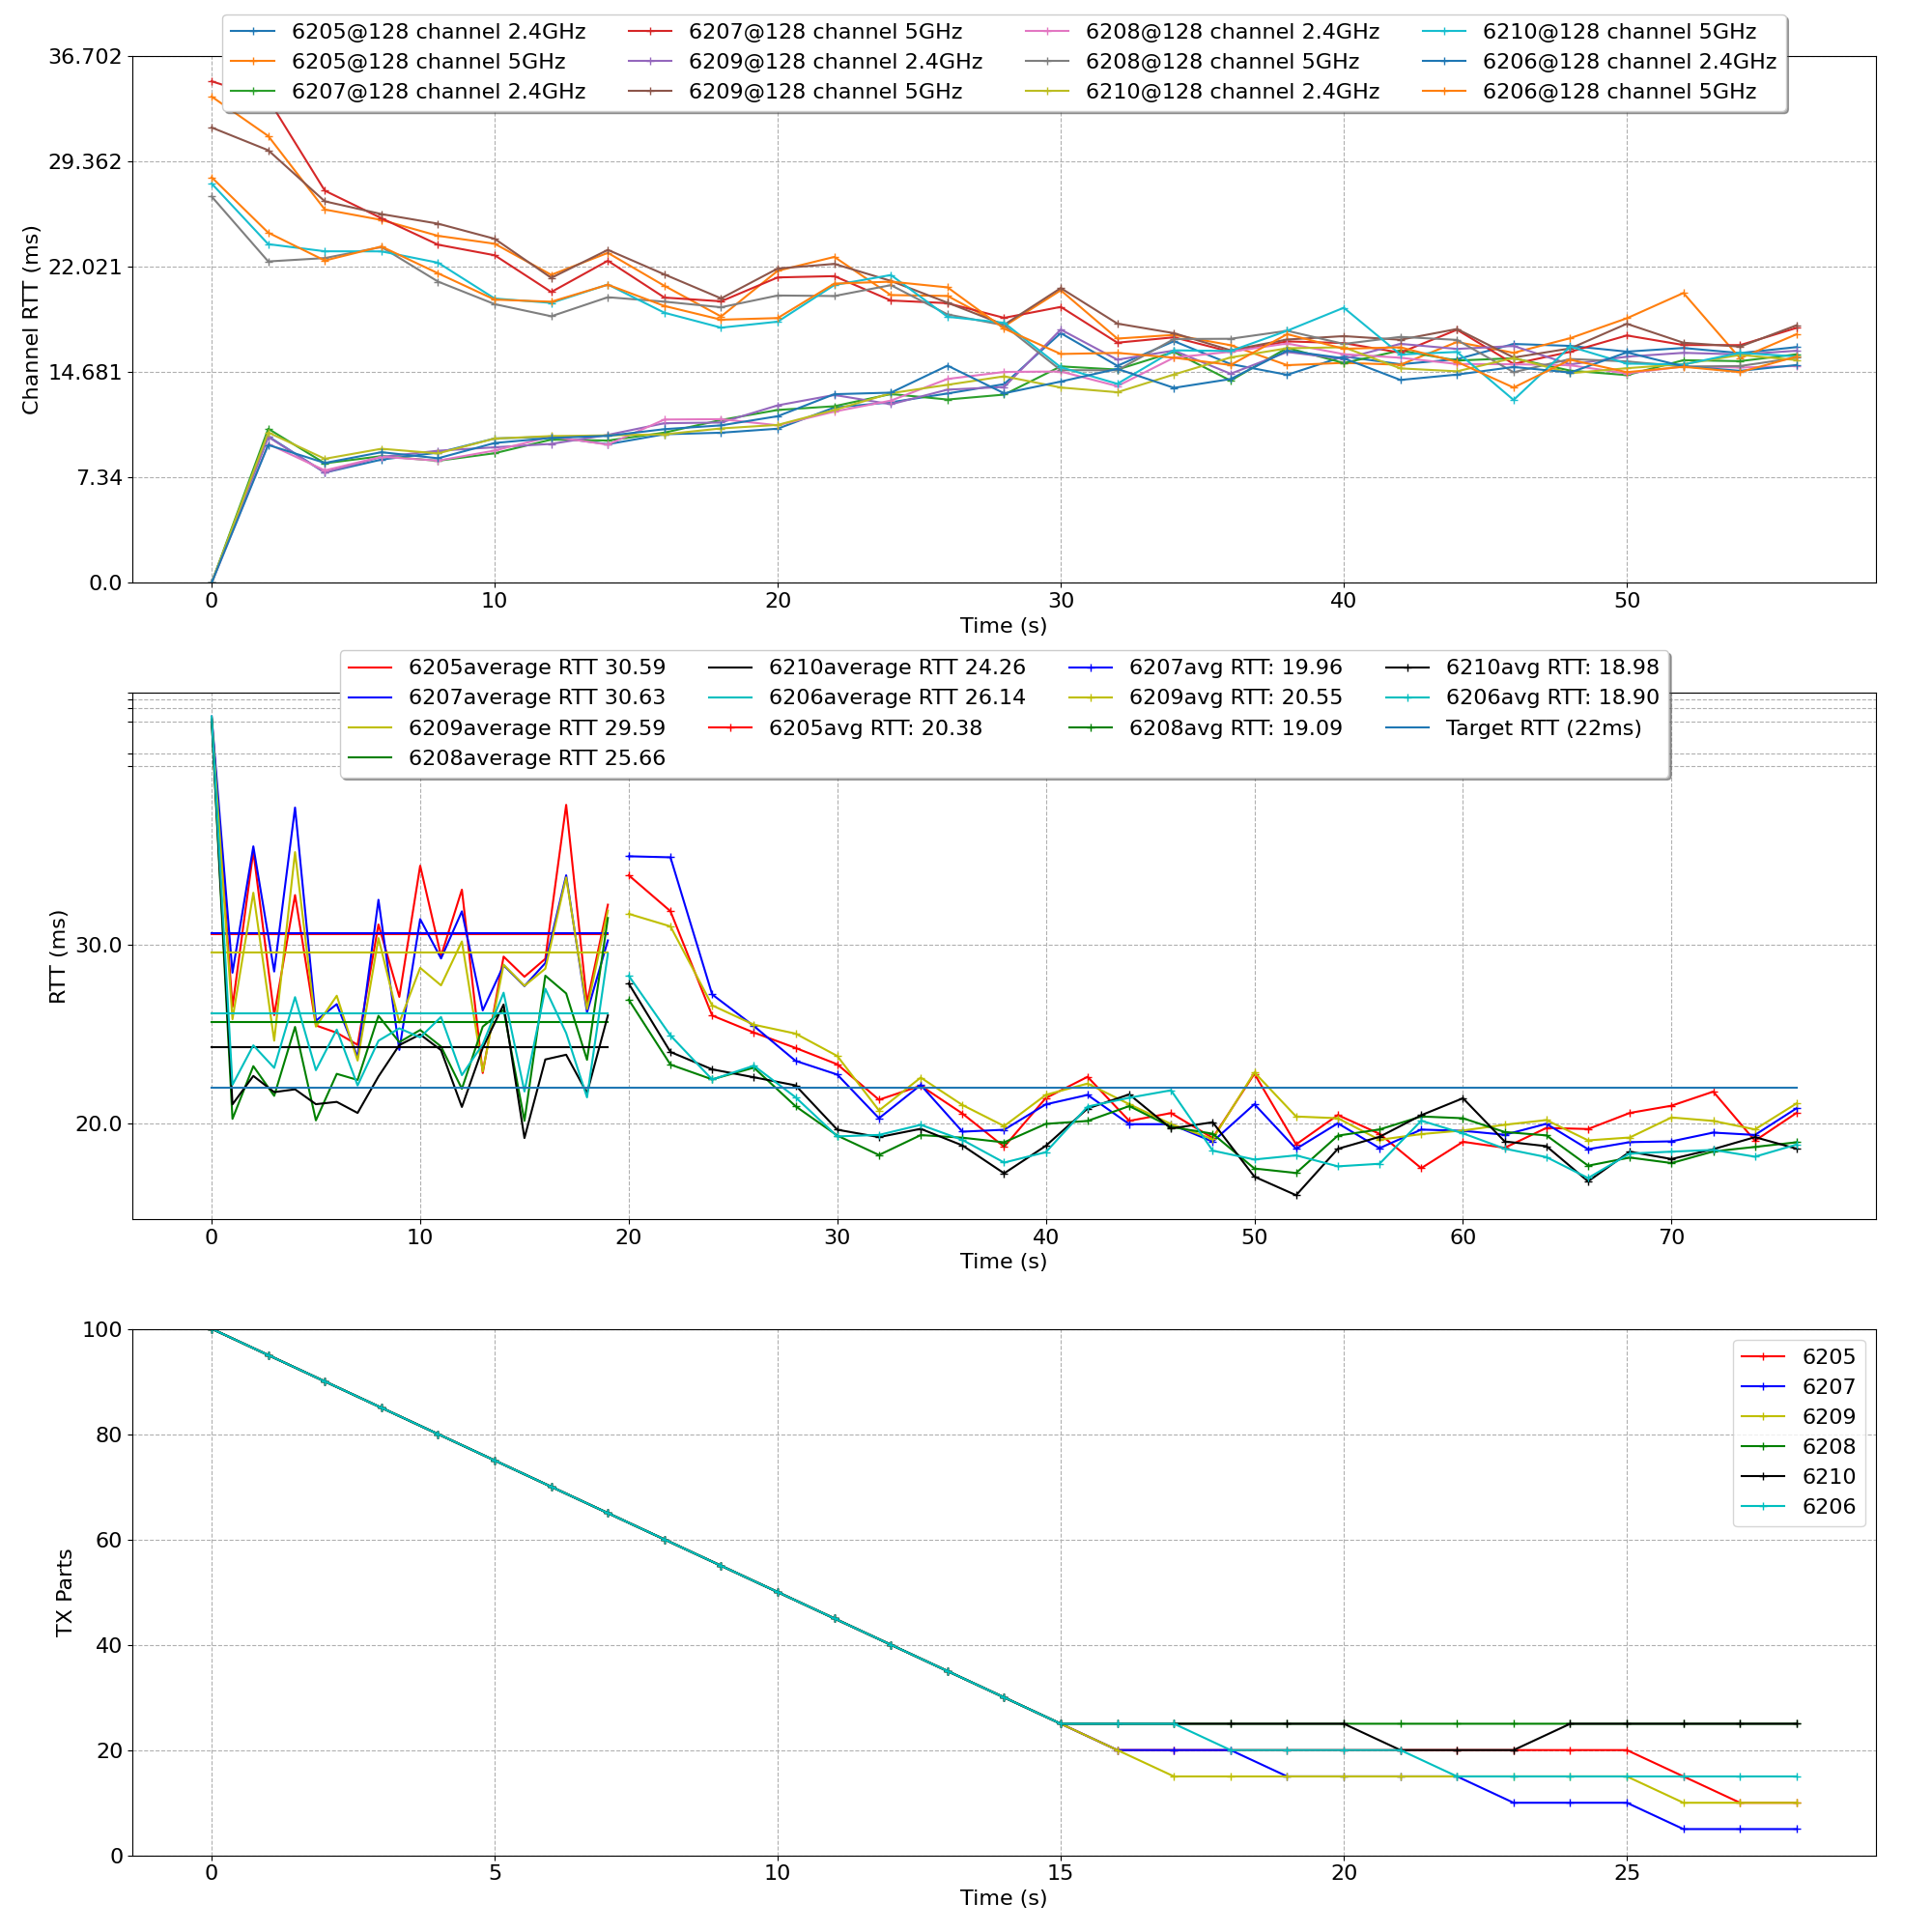 6205@128 channel 2.4GHz 6207@128 channel 5GHz 6208@128 channel 2.4GHz 6210@128 channel 5GHz
6205@128 channel 5GHz 6209@128 channel 2.4GHz 6208@128 channel 5GHz 6206@128 channel 2.4GHz
6207@128 channel 2.4GHz 6209@128 channel 5GHz 6210@128 channel 2.4GHz 6206@128 channel 5GHz
36.702
29.362
22.021
14.681
7.34
0.0
Channel RTT (ms)
0 10 20 30 40 50
Time (s)
6205average RTT 30.59 6210average RTT 24.26 6207avg RTT: 19.96 6210avg RTT: 18.98
6207average RTT 30.63 6206average RTT 26.14 6209avg RTT: 20.55 6206avg RTT: 18.90
6209average RTT 29.59 6205avg RTT: 20.38 6208avg RTT: 19.09 Target RTT (22ms)
6208average RTT 25.66
30.0
20.0
RTT (ms)
0 10 20 30 40 50 60 70
Time (s)
100
80
60
40
20
0
TX Parts
6205
6207
6209
6208
6210
6206
0 5 10 15 20 25
Time (s)